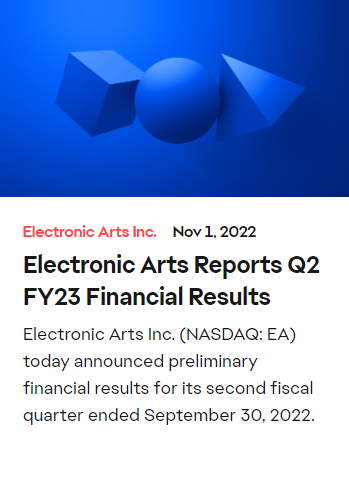 Electronic Arts Inc. Nov 1, 2022
Electronic Arts Reports Q2
FY23 Financial Results
Electronic Arts Inc. (NASDAQ: EA)
today announced preliminary
financial results for its second fiscal
quarter ended September 30, 2022.